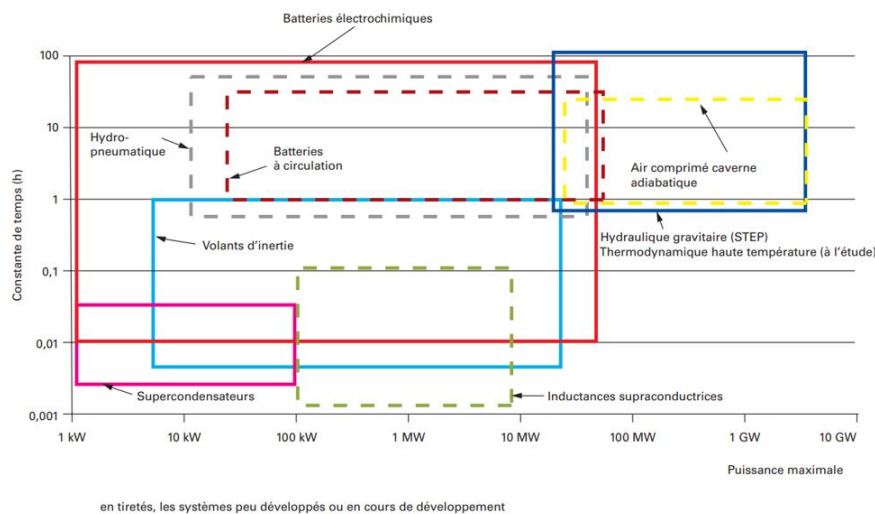 Batteries électrochimiques
Constante de temps (h)
100
10
1
0,1
0,01
0,001
Hydro-
pneumatique
Batteries
à circulation
Air comprimé caverne
adiabatique
Volants d'inertie
Hydraulique gravitaire (STEP)
Thermodynamique haute température (à l'étude)
Supercondensateurs
Inductances supraconductrices
1 kW 10 kW 100 kW 1 MW 10 MW 100 MW 1 GW 10 GW
Puissance maximale
en tiretés, les systèmes peu développés ou en cours de développement